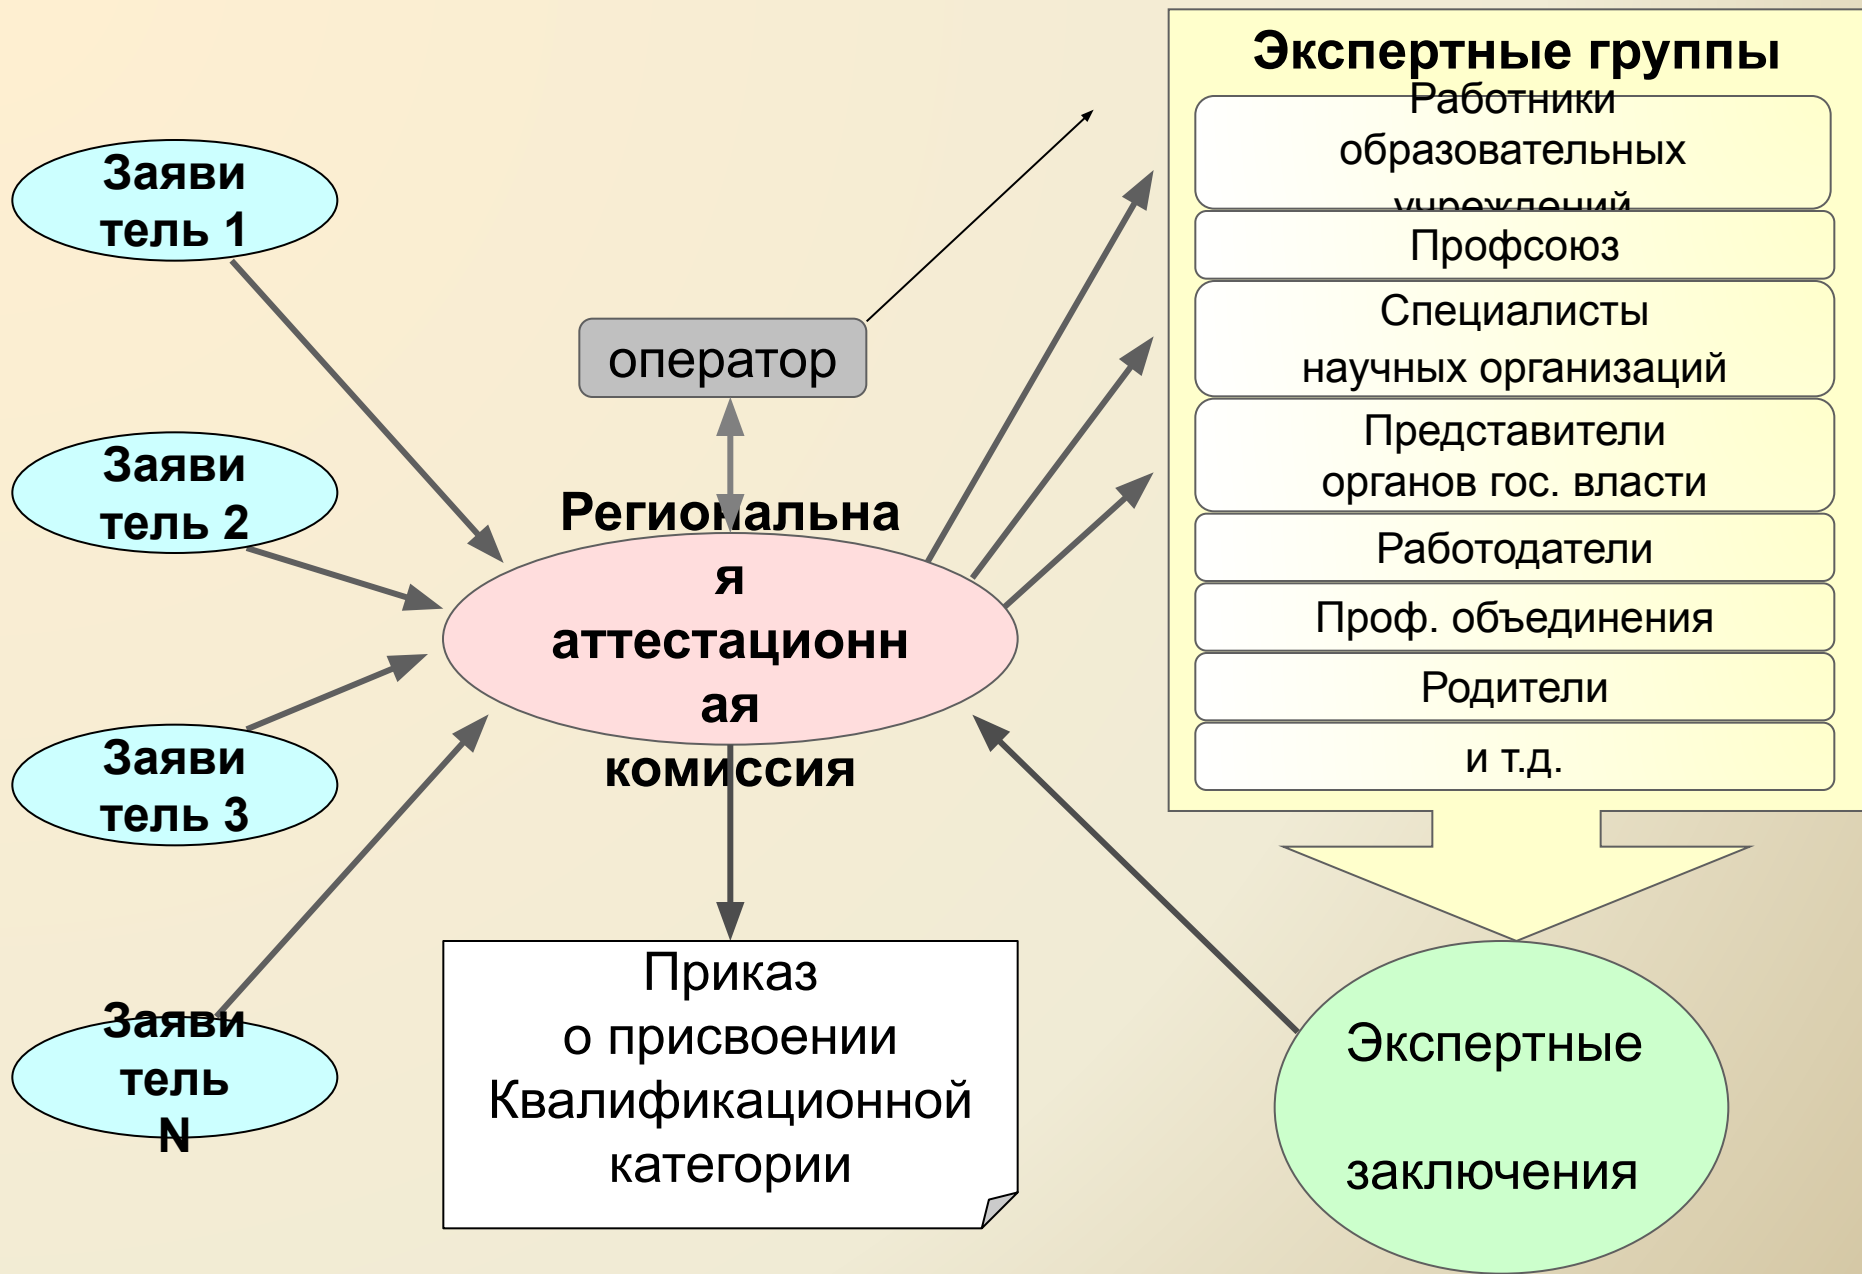 Экспертные группы
Работники
образовательных
учреждений
Профсоюз
Специалисты
научных организаций
Представители
органов гос. власти
Работодатели
Проф. объединения
Родители
и т.д.
Заяви
тель 1
оператор
Заяви
тель 2
Региональна
я
аттестационн
ая
комиссия
Заяви
тель 3
Заяви
тель
N
Приказ
о присвоении
Квалификационной
категории
Экспертные
заключения